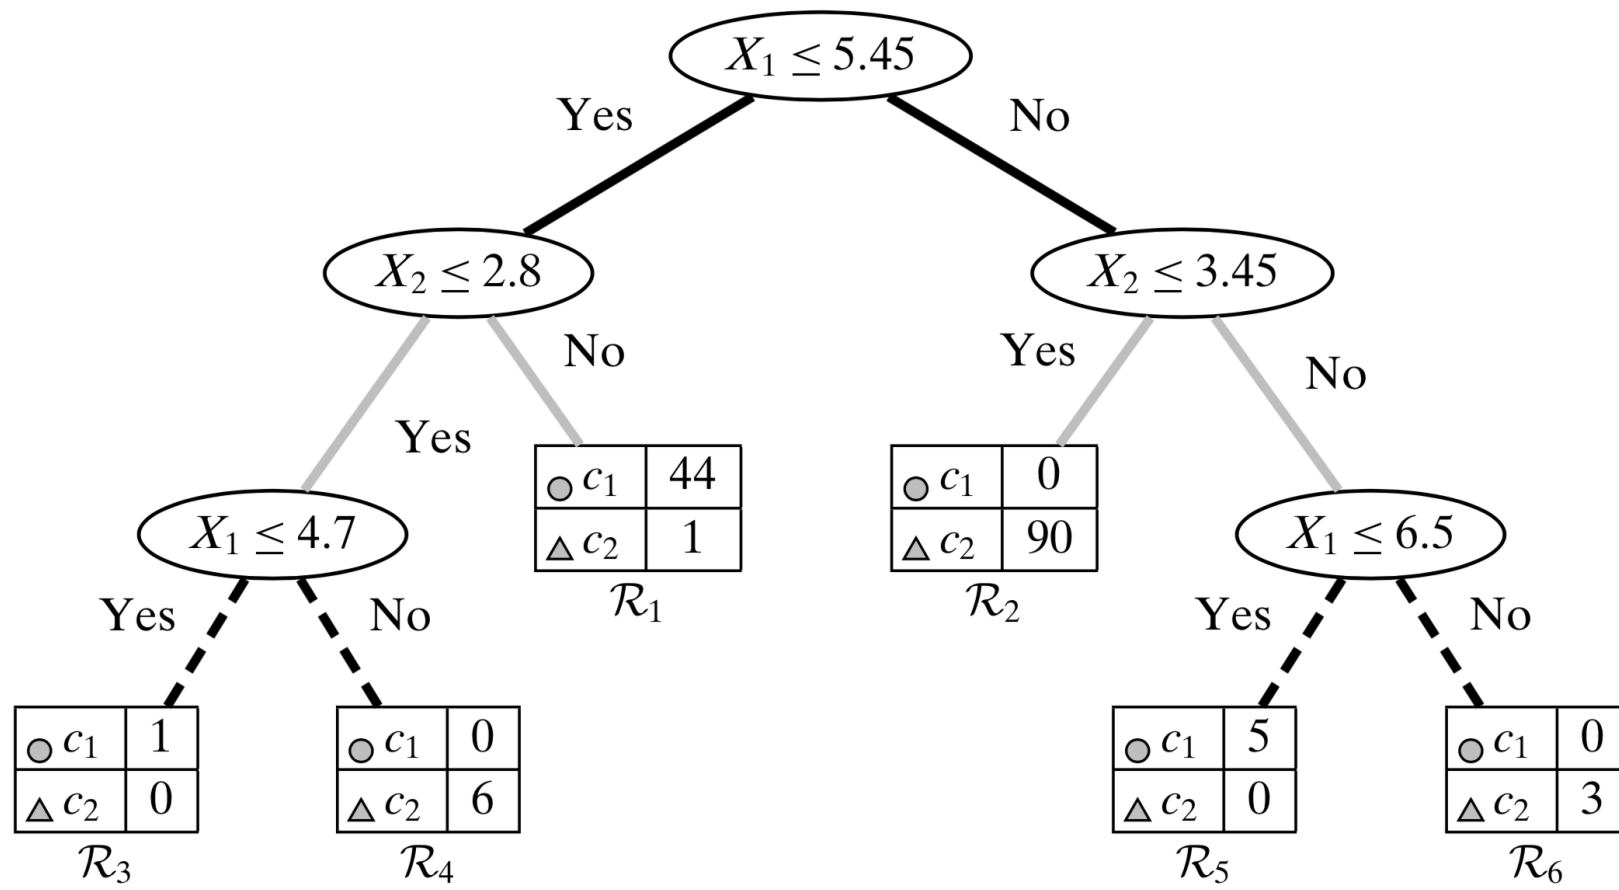 X₁ ≤ 5.45
Yes
No
X₂ ≤ 2.8
X₂ ≤ 3.45
No
Yes
Yes
No
c₁ 44
c₂ 1
R₁
c₁ 0
c₂ 90
R₂
X₁ ≤ 4.7
X₁ ≤ 6.5
Yes
No
Yes
No
c₁ 1
c₂ 0
R₃
c₁ 0
c₂ 6
R₄
c₁ 5
c₂ 0
R₅
c₁ 0
c₂ 3
R₆